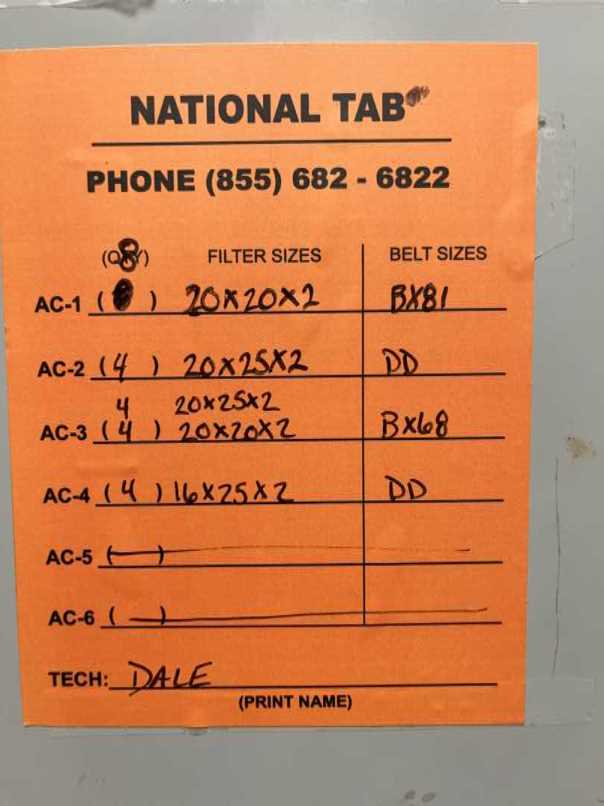 NATIONAL TAB
PHONE (855) 682 - 6822
(QTY) FILTER SIZES BELT SIZES
8
AC-1 ( ) 20X20X2 BX81
AC-2 (4) 20X25X2 DD
4 20X25X2
AC-3 (4) 20X20X2 BX68
AC-4 (4) 16X25X2 DD
AC-5 (—)
AC-6 (—)
TECH: DALE
(PRINT NAME)